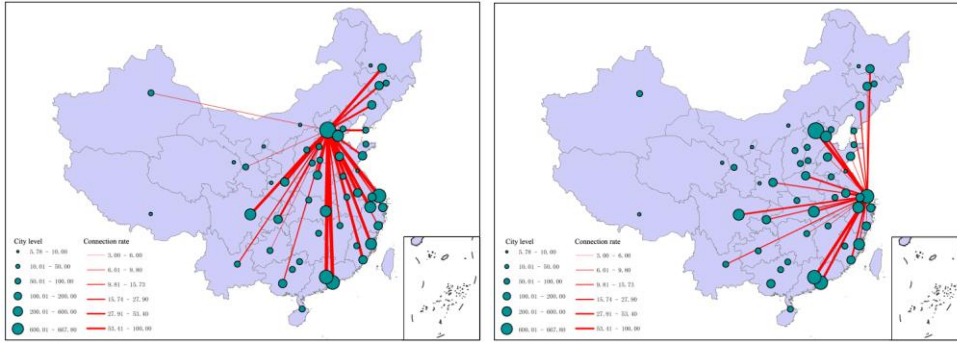 City level Connection rate
5.78 - 10.00 3.00 - 6.00
10.01 - 50.00 6.01 - 9.80
50.01 - 100.00 9.81 - 15.73
100.01 - 200.00 15.74 - 27.90
200.01 - 600.00 27.91 - 53.40
600.01 - 667.00 53.41 - 100.00
City level Connection rate
5.78 - 10.00 3.00 - 6.00
10.01 - 50.00 6.01 - 9.80
50.01 - 100.00 9.81 - 15.73
100.01 - 200.00 15.74 - 27.90
200.01 - 600.00 27.91 - 53.40
600.01 - 667.00 53.41 - 100.00